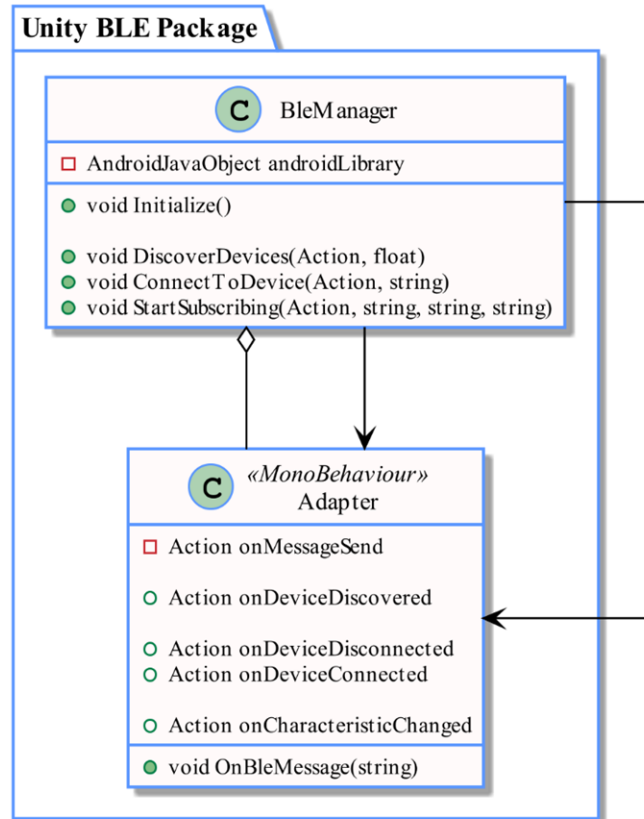 Unity BLE Package
C BleManager
AndroidJavaObject androidLibrary
void Initialize()
void DiscoverDevices(Action, float)
void ConnectToDevice(Action, string)
void StartSubscribing(Action, string, string, string)
«MonoBehaviour»
C
Adapter
Action onMessageSend
Action onDeviceDiscovered
Action onDeviceDisconnected
Action onDeviceConnected
Action onCharacteristicChanged
void OnBleMessage(string)